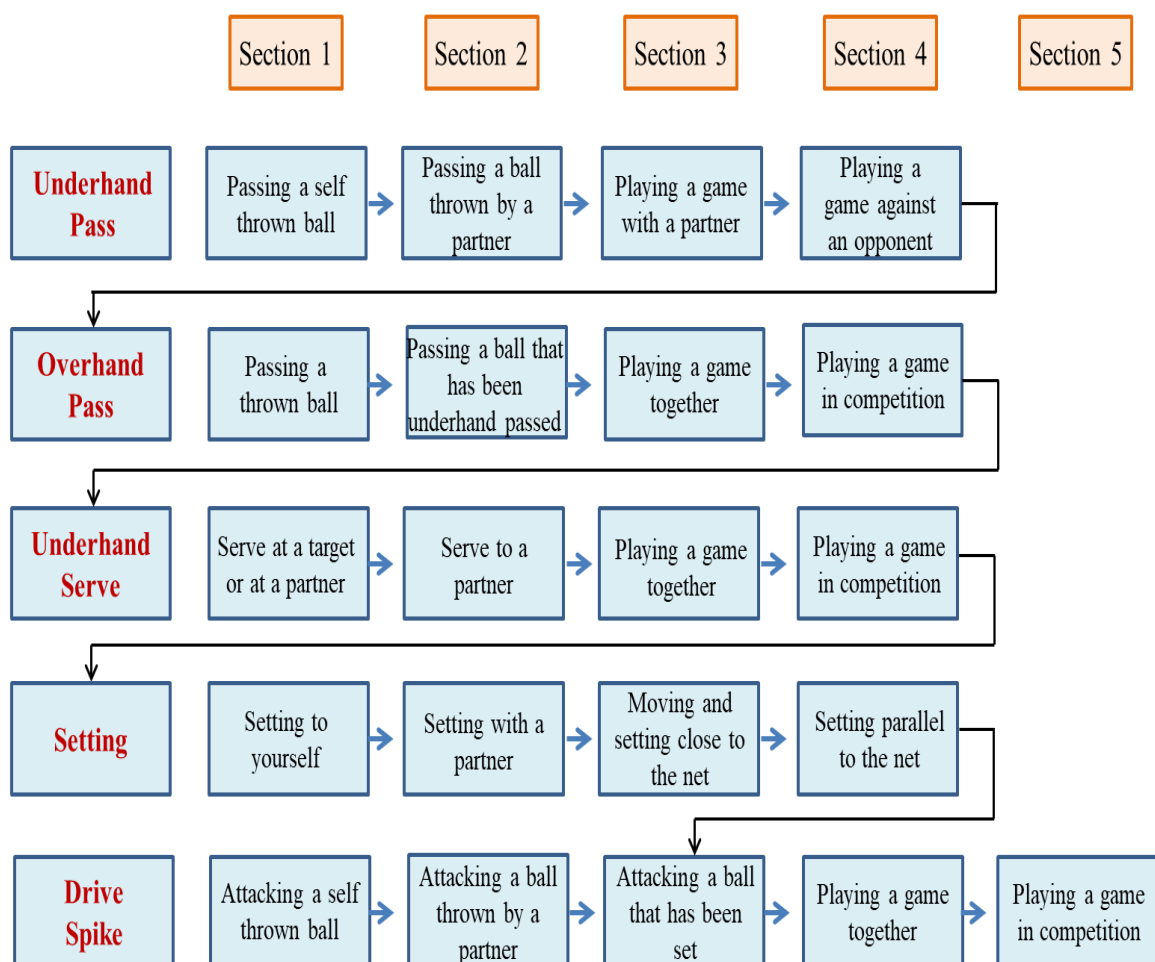 Section 1
Section 2
Section 3
Section 4
Section 5
Underhand
Pass
Passing a self
thrown ball
Passing a ball
thrown by a
partner
Playing a game
with a partner
Playing a
game against
an opponent
Overhand
Pass
Passing a
thrown ball
Passing a ball that
has been
underhand passed
Playing a game
together
Playing a game
in competition
Underhand
Serve
Serve at a target
or at a partner
Serve to a
partner
Playing a game
together
Playing a game
in competition
Setting
Setting to
yourself
Setting with a
partner
Moving and
setting close to
the net
Setting parallel
to the net
Drive
Spike
Attacking a self
thrown ball
Attacking a ball
thrown by a
partner
Attacking a ball
that has been
set
Playing a game
together
Playing a game
in competition